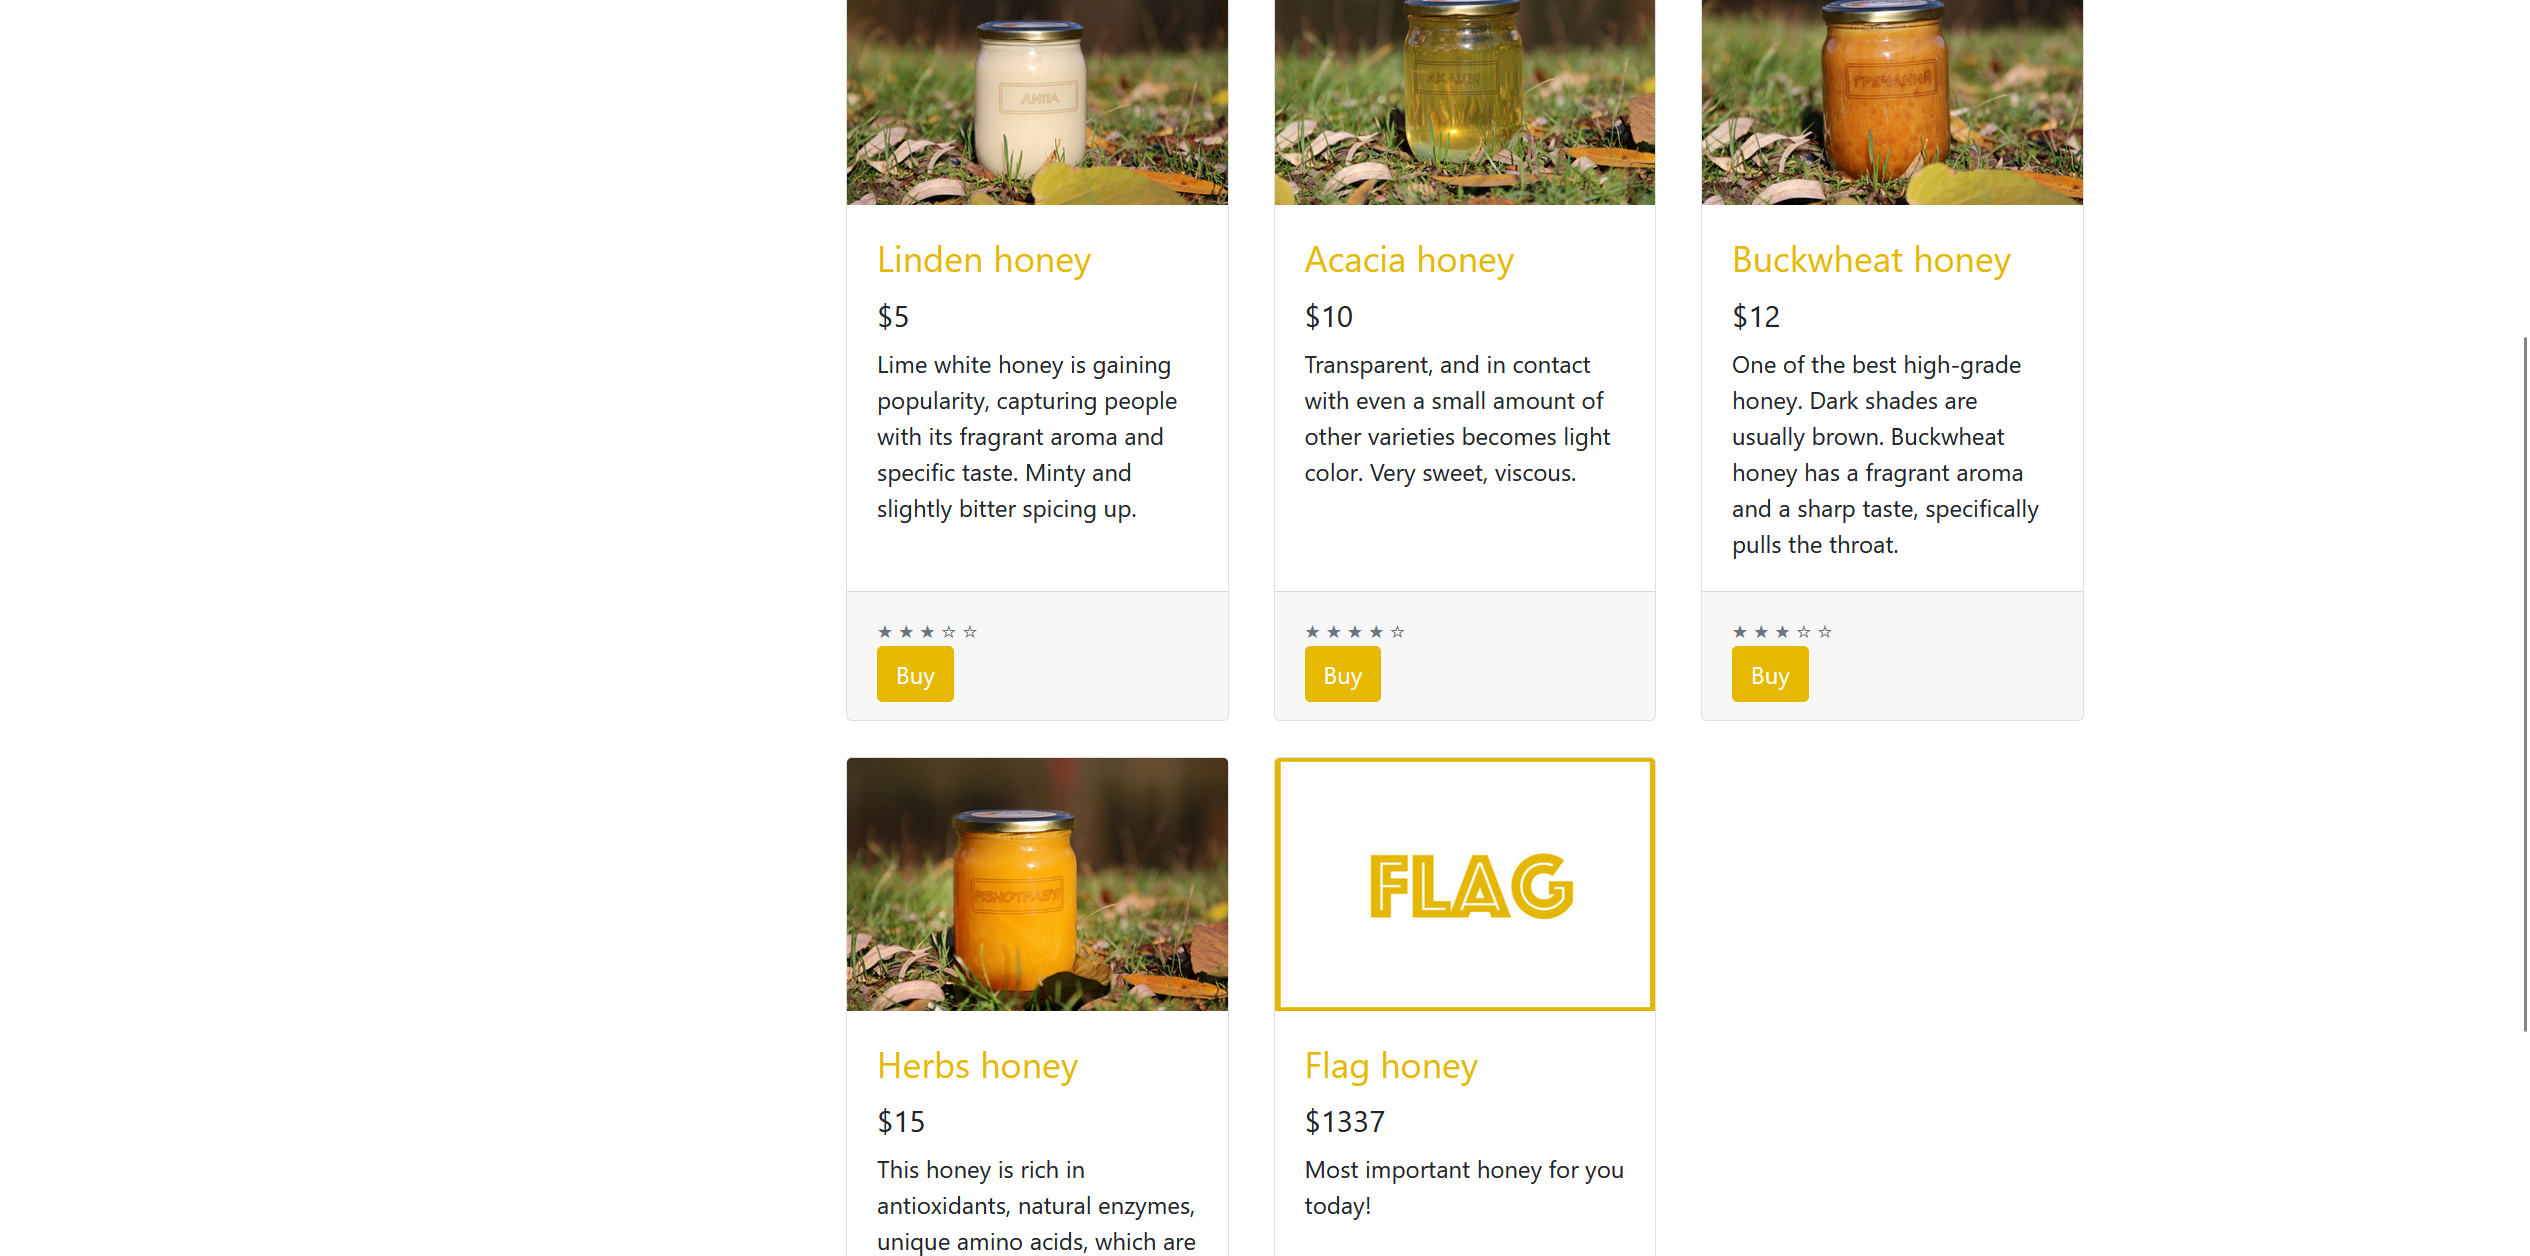 ЛИПА
АКАЦІЯ
ГРЕЧАНИЙ
Linden honey
$5
Lime white honey is gaining
popularity, capturing people
with its fragrant aroma and
specific taste. Minty and
slightly bitter spicing up.
★ ★ ★ ☆ ☆
Buy
Acacia honey
$10
Transparent, and in contact
with even a small amount of
other varieties becomes light
color. Very sweet, viscous.
★ ★ ★ ★ ☆
Buy
Buckwheat honey
$12
One of the best high-grade
honey. Dark shades are
usually brown. Buckwheat
honey has a fragrant aroma
and a sharp taste, specifically
pulls the throat.
★ ★ ★ ☆ ☆
Buy
РІЗНОТРАВ'Я
Herbs honey
$15
This honey is rich in
antioxidants, natural enzymes,
unique amino acids, which are
FLAG
Flag honey
$1337
Most important honey for you
today!